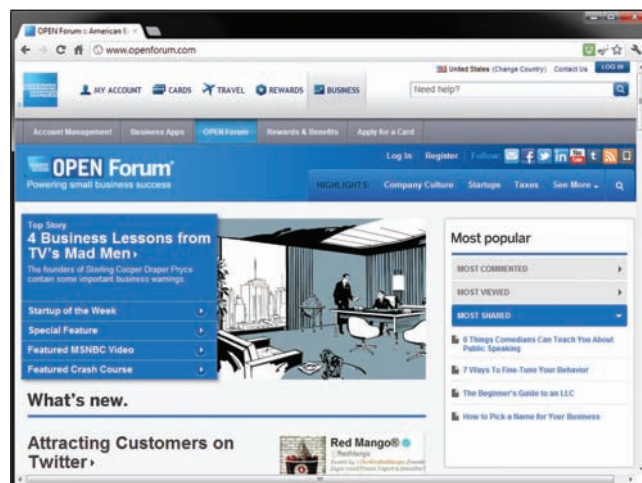 OPEN Forum :: American E
www.openforum.com
United States (Change Country) Contact Us LOG IN
MY ACCOUNT CARDS TRAVEL REWARDS BUSINESS
Need help?
Account Management Business Apps OPEN Forum Rewards & Benefits Apply for a Card
OPEN Forum®
Powering small business success
Log In Register Follow:
HIGHLIGHTS: Company Culture Startups Taxes See More
Top Story
4 Business Lessons from
TV's Mad Men
The founders of Sterling Cooper Draper Pryce
contain some important business warnings.
Startup of the Week
Special Feature
Featured MSNBC Video
Featured Crash Course
Most popular
MOST COMMENTED
MOST VIEWED
MOST SHARED
6 Things Comedians Can Teach You About
Public Speaking
7 Ways To Fine-Tune Your Behavior
The Beginner's Guide to an LLC
How to Pick a Name for Your Business
What's new.
Attracting Customers on
Twitter
Red Mango®